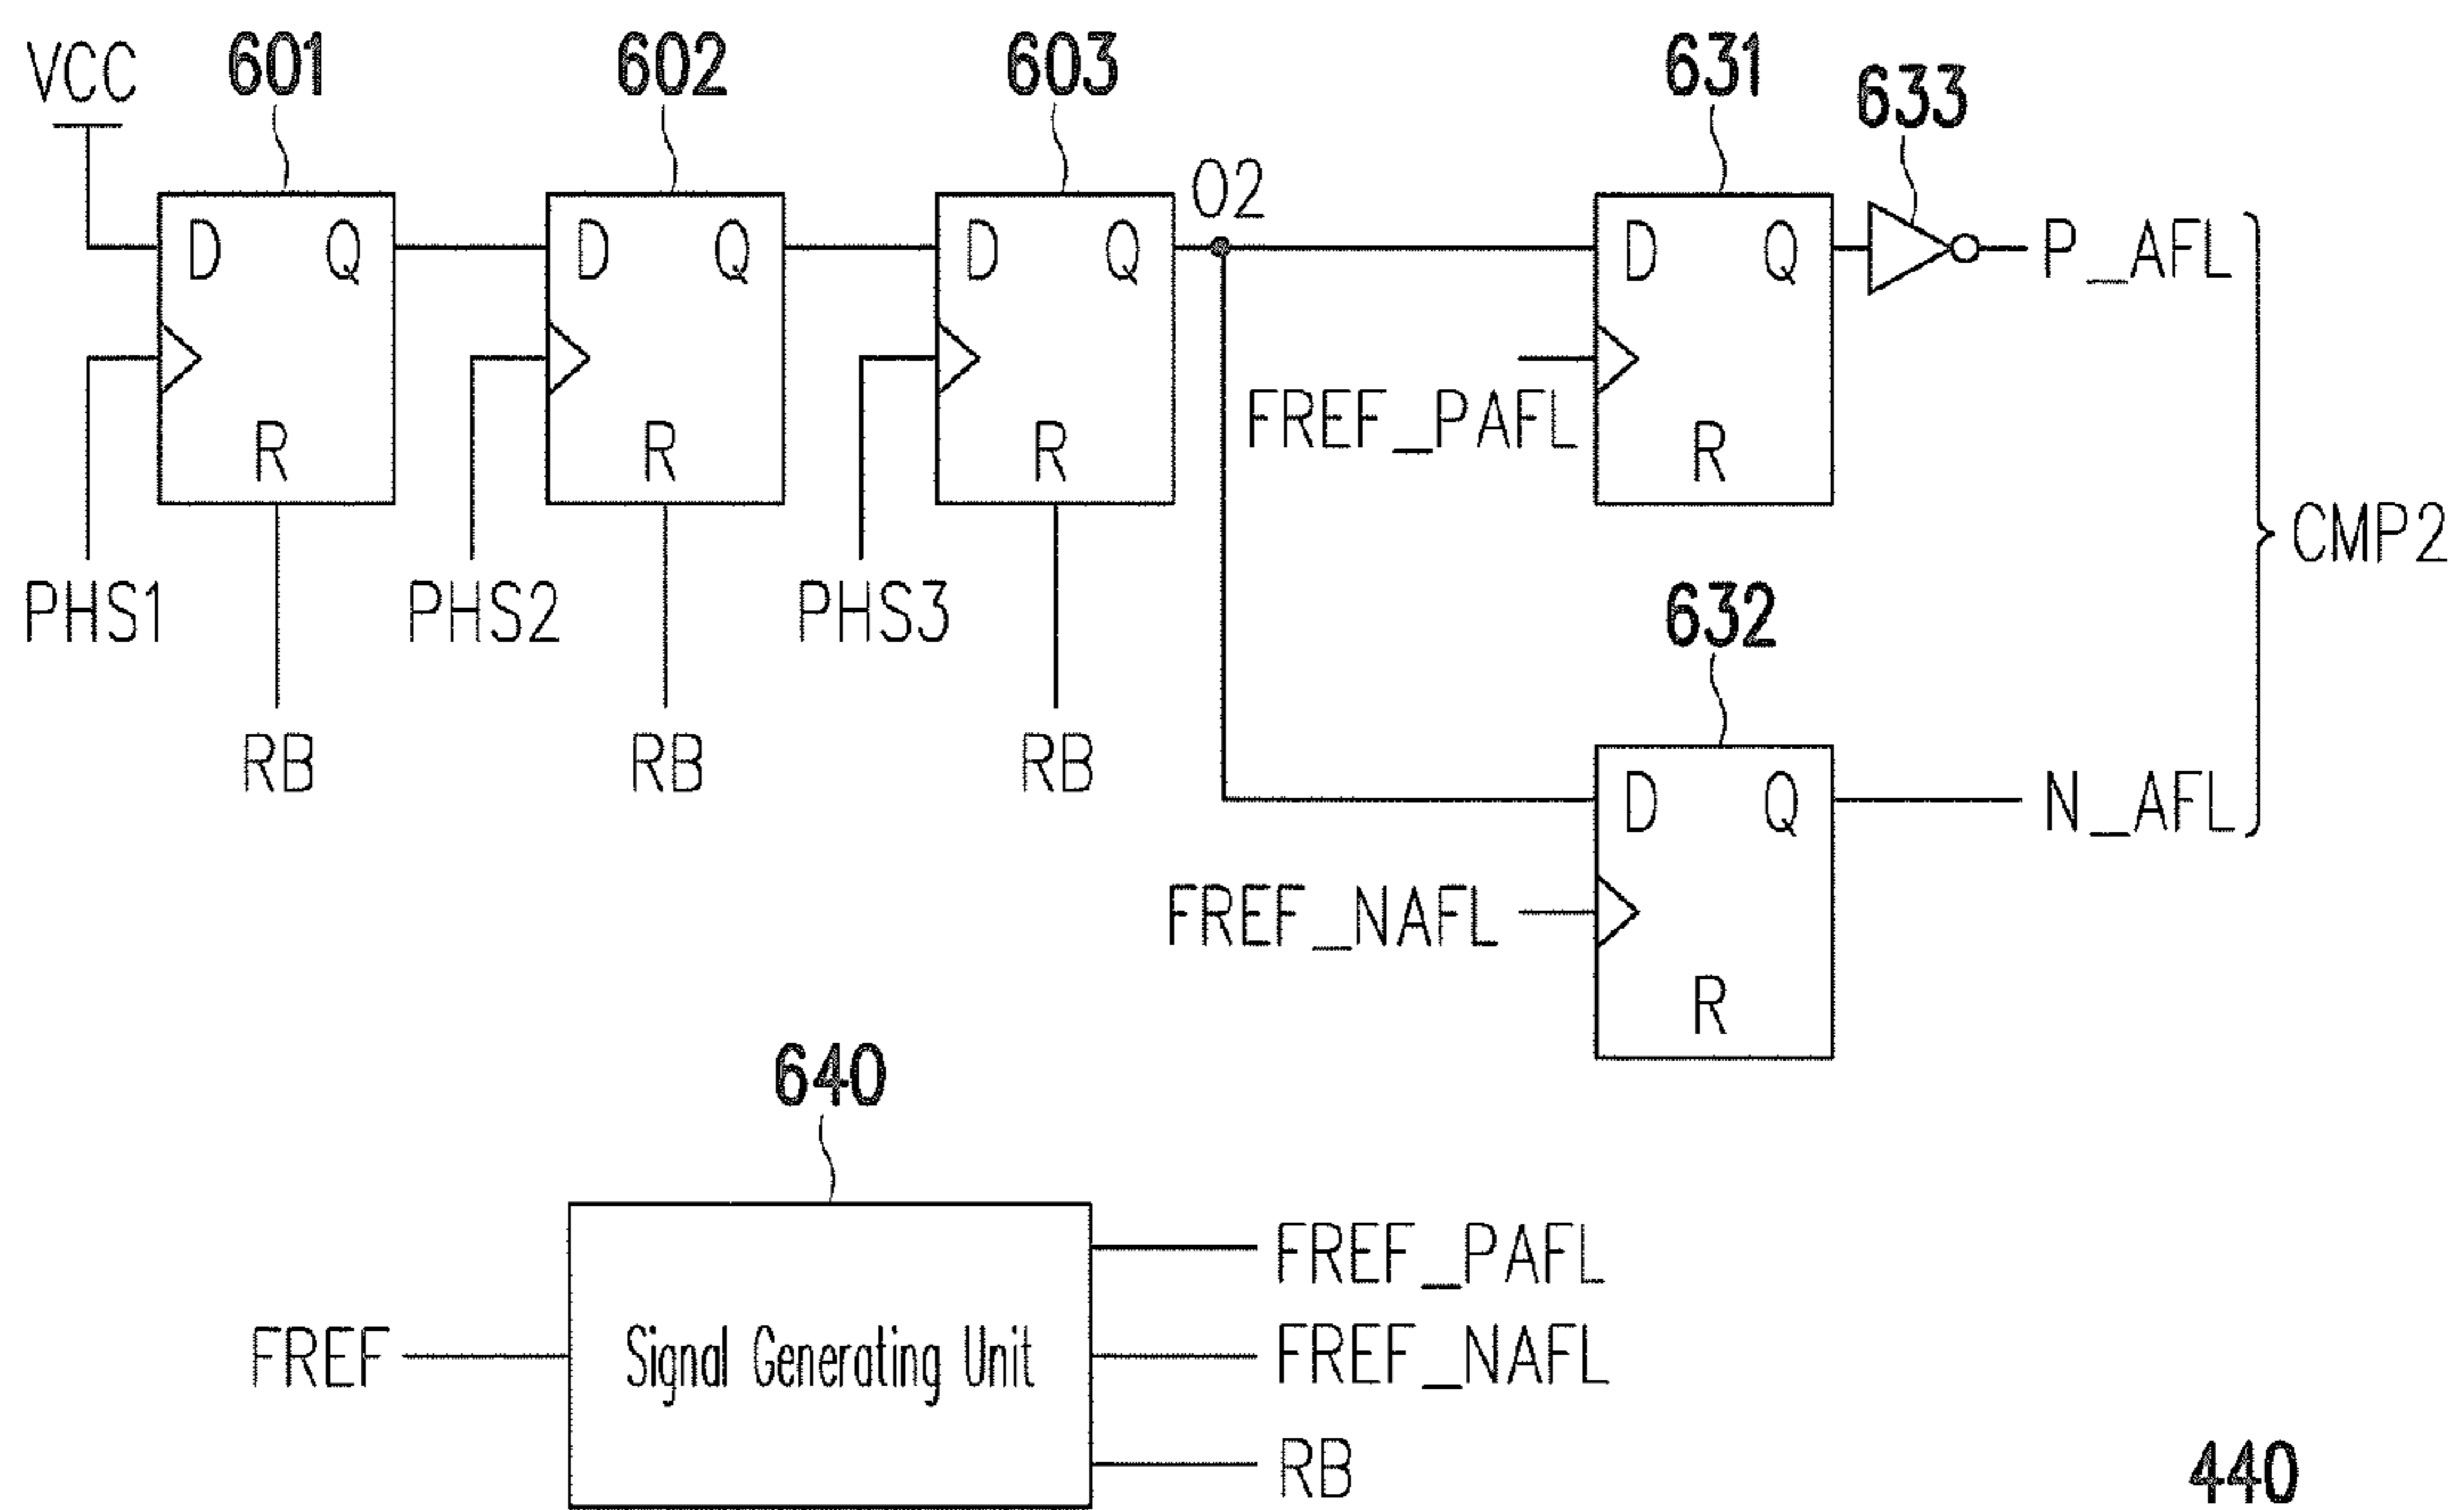 VCC
601
602
603
631
633
D Q
R
D Q
R
D Q
R
O2
D Q
R
P_AFL
FREF_PAFL
PHS1
PHS2
PHS3
RB
RB
RB
CMP2
632
D Q
R
N_AFL
FREF_NAFL
640
FREF
Signal Generating Unit
FREF_PAFL
FREF_NAFL
RB
440